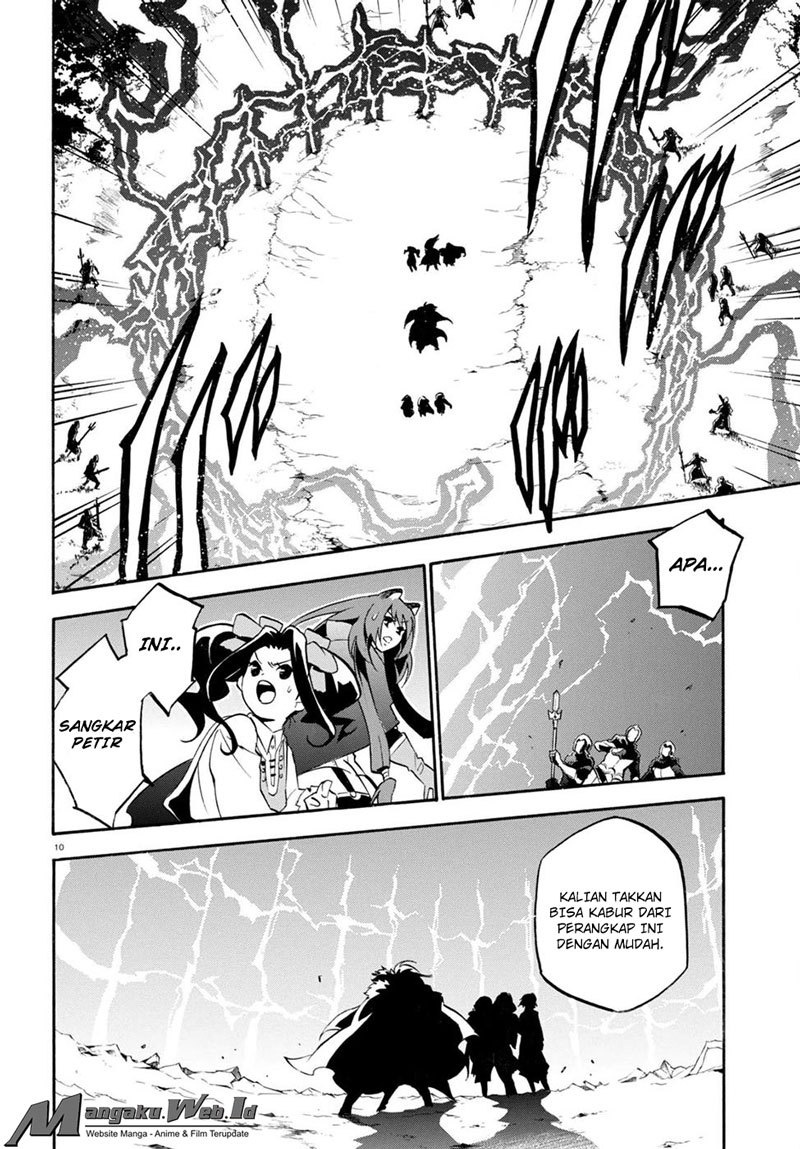 APA...
INI..
SANGKAR
PETIR
10
KALIAN TAKKAN
BISA KABUR DARI
PERANGKAP INI
DENGAN MUDAH.
Mangaku.Web.Id
Website Manga - Anime & Film Terupdate